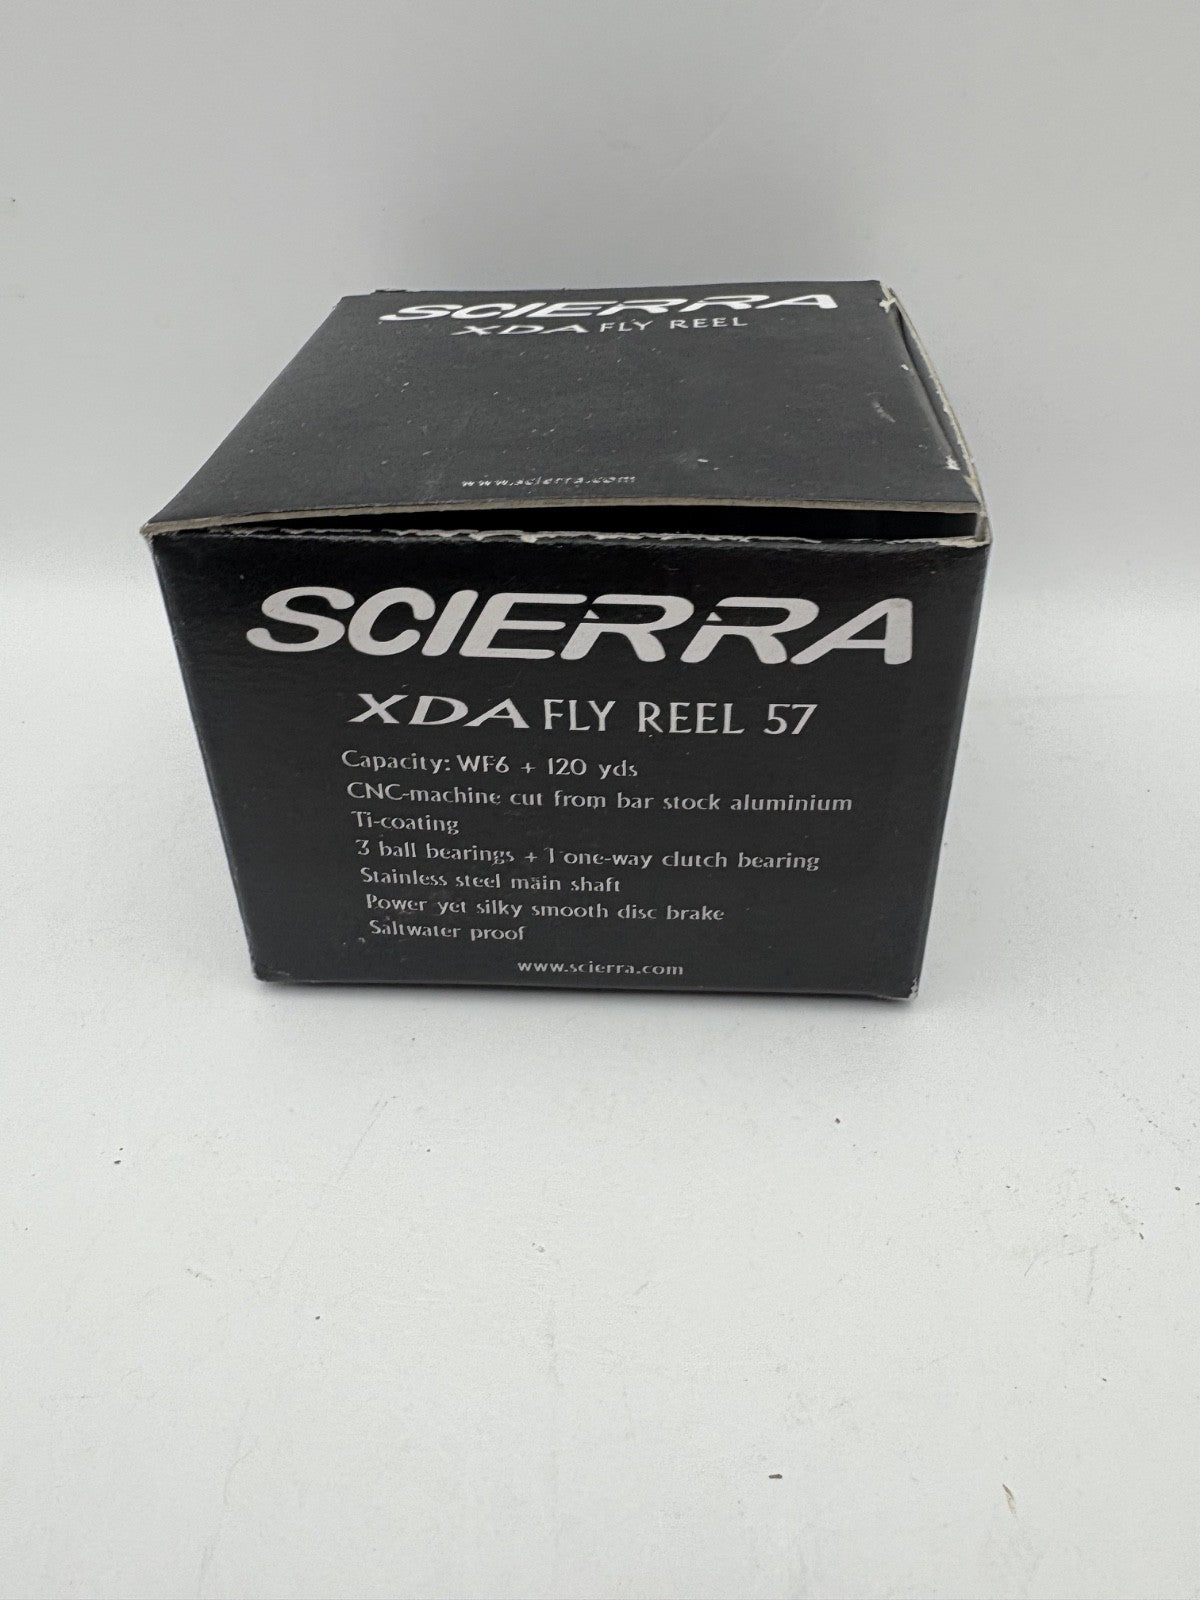 SCIERRA
XDA FLY REEL
www.scierra.com
SCIERRA
XDA FLY REEL 57
Capacity: WF6 + 120 yds
CNC-machine cut from bar stock aluminium
Ti-coating
3 ball bearings + 1 one-way clutch bearing
Stainless steel main shaft
Power yet silky smooth disc brake
Saltwater proof
www.scierra.com